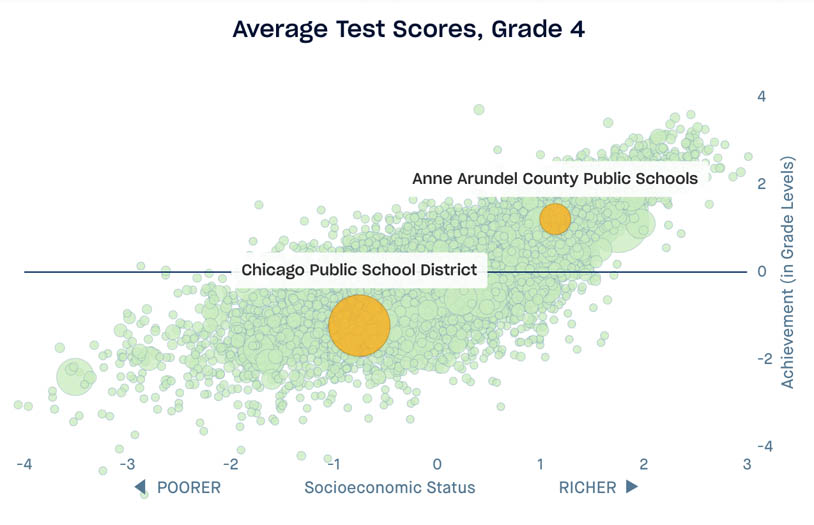 Average Test Scores, Grade 4
4
Anne Arundel County Public Schools
2
Chicago Public School District
0
-2
-4
Achievement (in Grade Levels)
-4 -3 -2 -1 0 1 2 3
◀ POORER Socioeconomic Status RICHER ▶